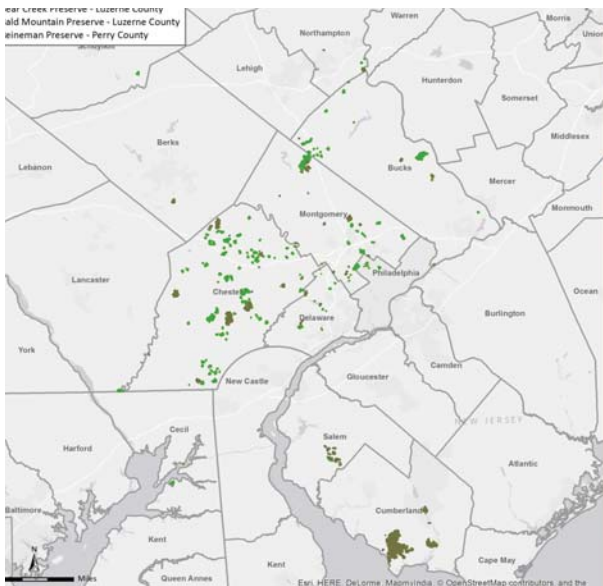 ear Creek Preserve - Luzerne County
ald Mountain Preserve - Luzerne County
eineman Preserve - Perry County
Warren
Morris
Northampton
Union
Schuylkill
Lehigh
Hunterdon
Somerset
Middlesex
Berks
Lebanon
Bucks
Mercer
Montgomery
Monmouth
Lancaster
Philadelphia
Ocean
Chester
Burlington
Delaware
York
Camden
New Castle
Gloucester
Cecil
NEW JERSEY
Harford
Salem
Atlantic
Baltimore
Cumberland
Kent
Kent
Cape May
N
Miles
Queen Annes
Esri, HERE, DeLorme, MapmyIndia, © OpenStreetMap contributors, and the